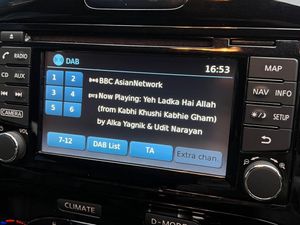 RADIO
CD AUX
CAMERA
DAB
16:53
1 2
3 4
5 6
BBC AsianNetwork
Now Playing: Yeh Ladka Hai Allah
(from Kabhi Khushi Kabhie Gham)
by Alka Yagnik & Udit Narayan
7-12
DAB List
TA
Extra chan.
MAP
NAV INFO
SETUP
CLIMATE
D-MODE